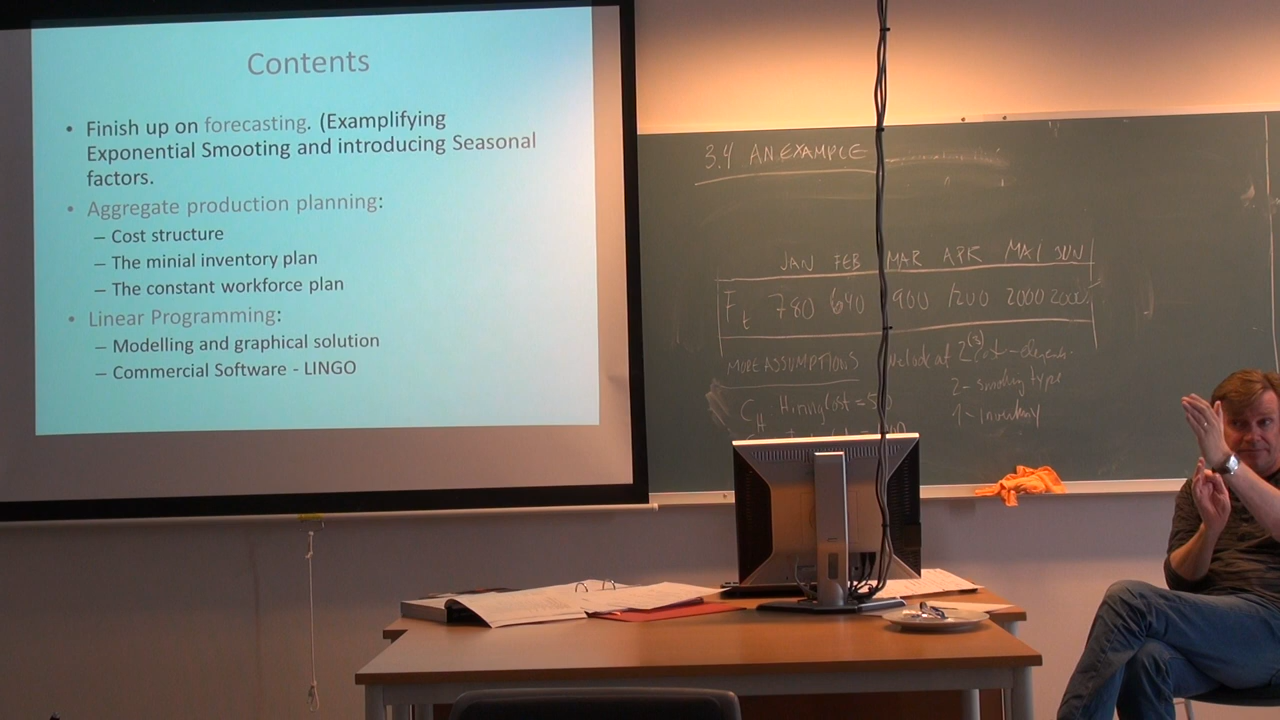 Contents
• Finish up on forecasting. (Examplifying
Exponential Smooting and introducing Seasonal
factors.
• Aggregate production planning:
– Cost structure
– The minial inventory plan
– The constant workforce plan
• Linear Programming:
– Modelling and graphical solution
– Commercial Software - LINGO
3.4 AN EXAMPLE
JAN FEB MAR APR MAI JUN
Ft 780 640 900 1200 2000 2000
MORE ASSUMPTIONS
2 - smoothing type
CH Hiring cost =
1 - inventory